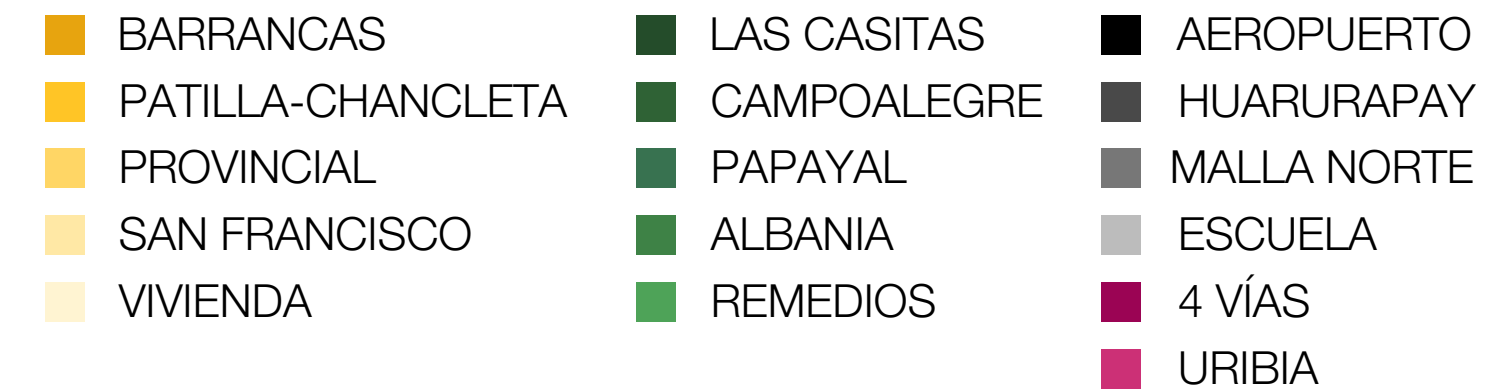 BARRANCAS
PATILLA-CHANCLETA
PROVINCIAL
SAN FRANCISCO
VIVIENDA
LAS CASITAS
CAMPOALEGRE
PAPAYAL
ALBANIA
REMEDIOS
AEROPUERTO
HUARURAPAY
MALLA NORTE
ESCUELA
4 VÍAS
URIBIA